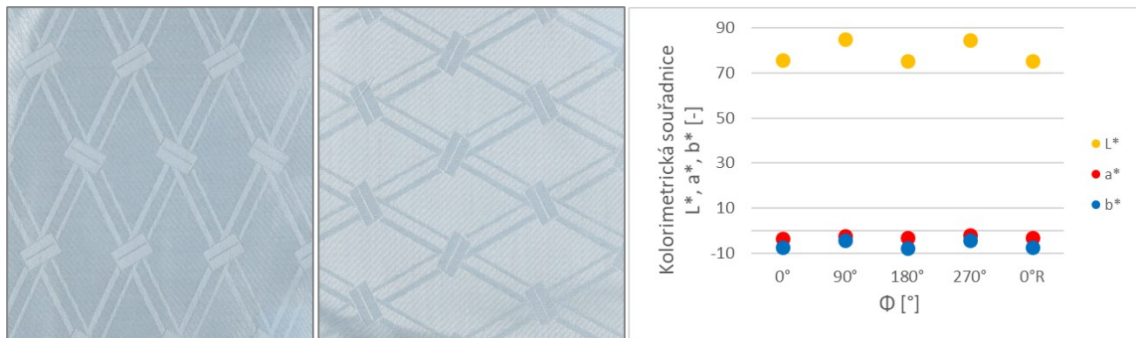 Kolorimetrická souřadnice
L*, a*, b* [-]
90
70
50
30
10
-10
0°
90°
180°
270°
0°R
Φ [°]
L*
a*
b*